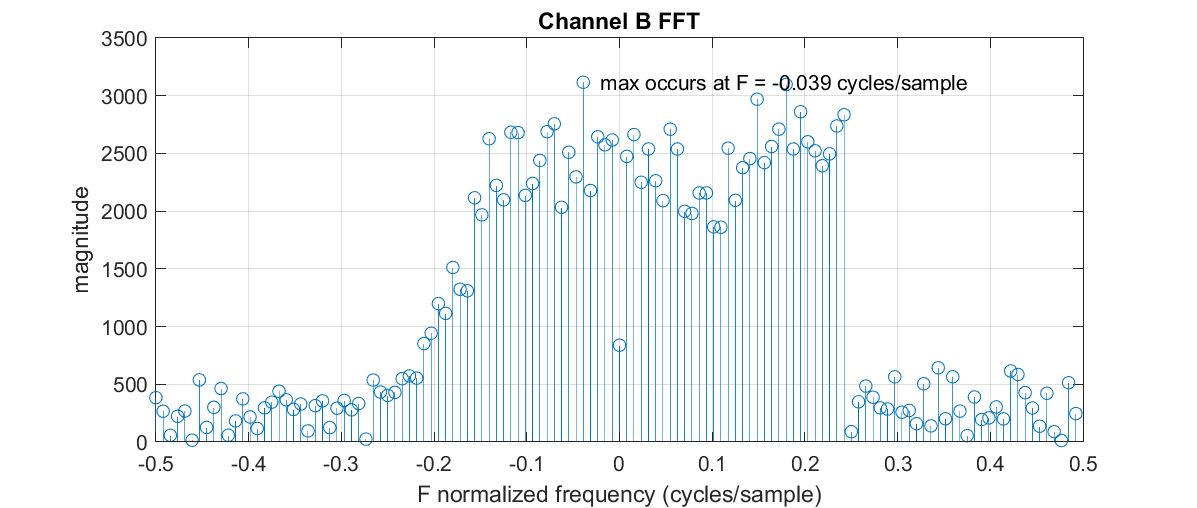 Channel B FFT
3500
3000
2500
2000
1500
1000
500
0
magnitude
max occurs at F = -0.039 cycles/sample
-0.5 -0.4 -0.3 -0.2 -0.1 0 0.1 0.2 0.3 0.4 0.5
F normalized frequency (cycles/sample)